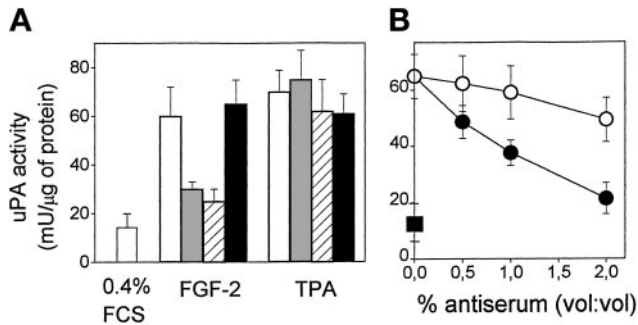 A
B
uPA activity
(mU/µg of protein)
80
60
40
20
0
0.4%
FCS
FGF-2
TPA
60
40
20
0
0,0 0,5 1,0 1,5 2,0
% antiserum (vol:vol)